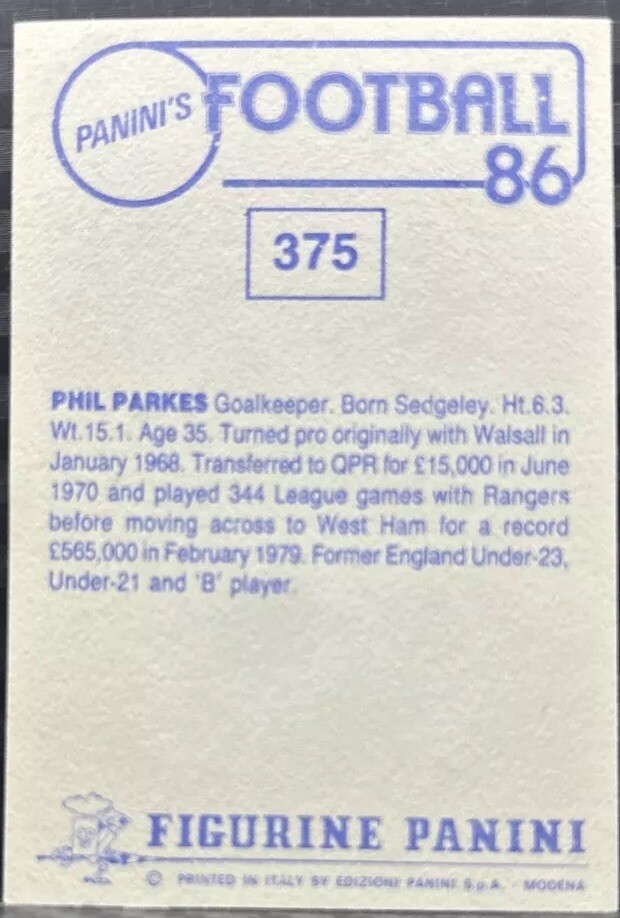 PANINI'S FOOTBALL
86
375
PHIL PARKES Goalkeeper. Born Sedgeley. Ht.6.3.
Wt.15.1. Age 35. Turned pro originally with Walsall in
January 1968. Transferred to QPR for £15,000 in June
1970 and played 344 League games with Rangers
before moving across to West Ham for a record
£565,000 in February 1979. Former England Under-23,
Under-21 and 'B' player.
FIGURINE PANINI
© PRINTED IN ITALY BY EDIZIONI PANINI S.p.A. - MODENA